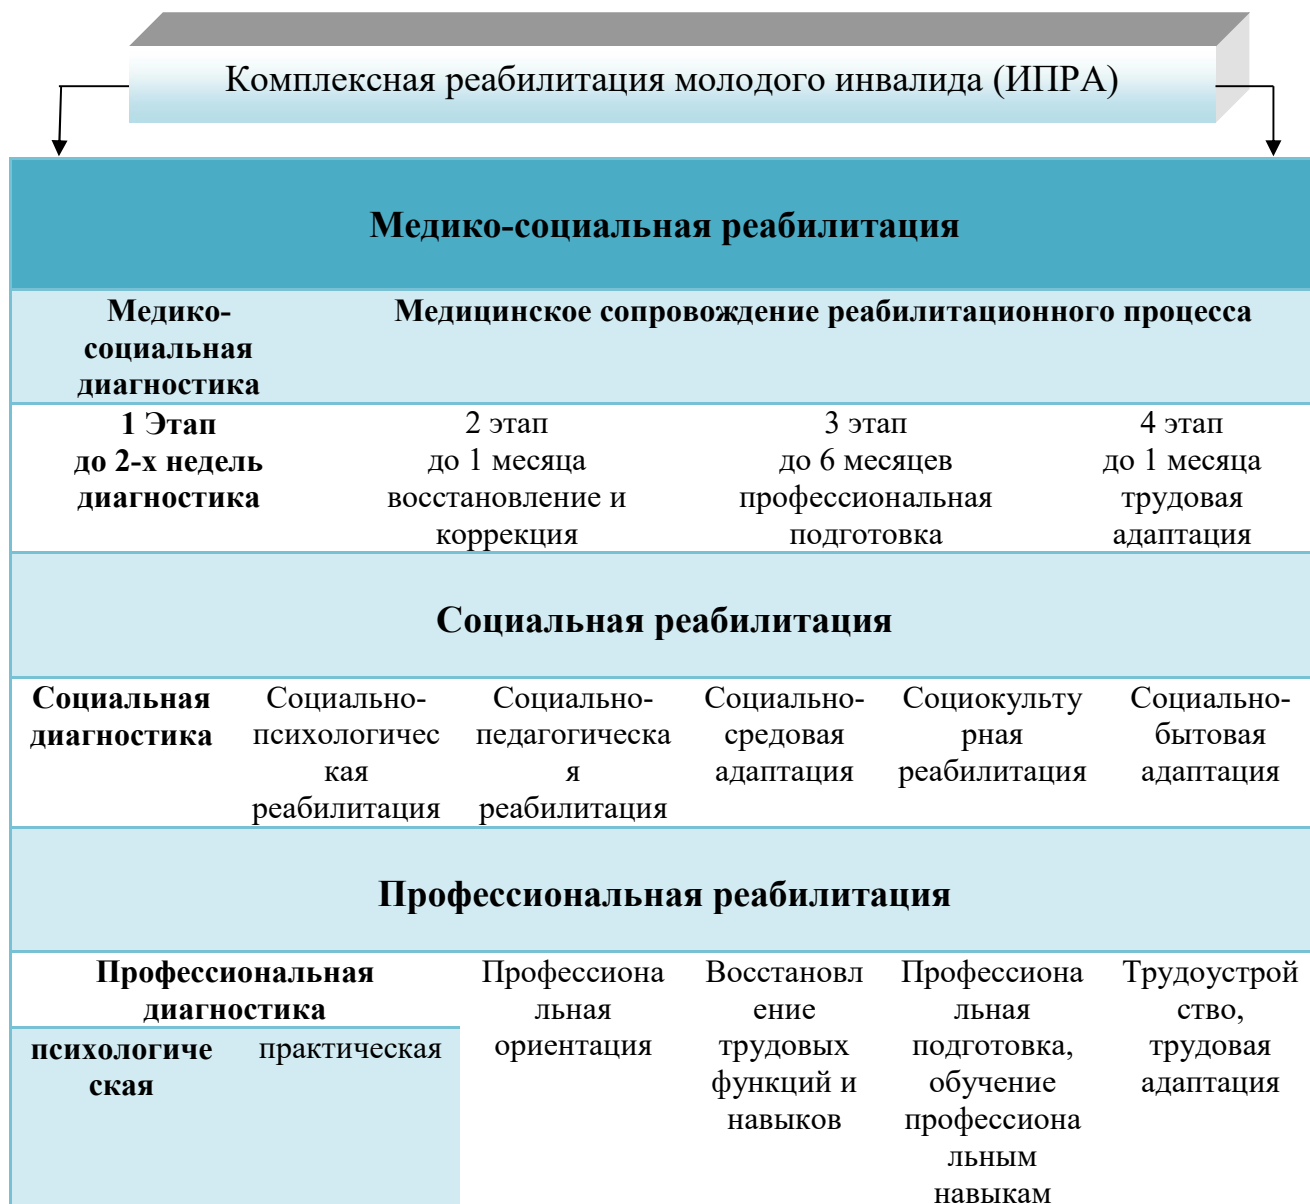 Комплексная реабилитация молодого инвалида (ИПРА)
Медико-социальная реабилитация
Медико-
социальная
диагностика
Медицинское сопровождение реабилитационного процесса
1 Этап
до 2-х недель
диагностика
2 этап
до 1 месяца
восстановление и
коррекция
3 этап
до 6 месяцев
профессиональная
подготовка
4 этап
до 1 месяца
трудовая
адаптация
Социальная реабилитация
Социальная
диагностика
Социально-
психологичес
кая
реабилитация
Социально-
педагогическа
я
реабилитация
Социально-
средовая
адаптация
Социокульту
рная
реабилитация
Социально-
бытовая
адаптация
Профессиональная реабилитация
Профессиональная
диагностика
психологиче
ская
практическая
Профессиона
льная
ориентация
Восстановл
ение
трудовых
функций и
навыков
Профессиона
льная
подготовка,
обучение
профессиона
льным
навыкам
Трудоустрой
ство,
трудовая
адаптация